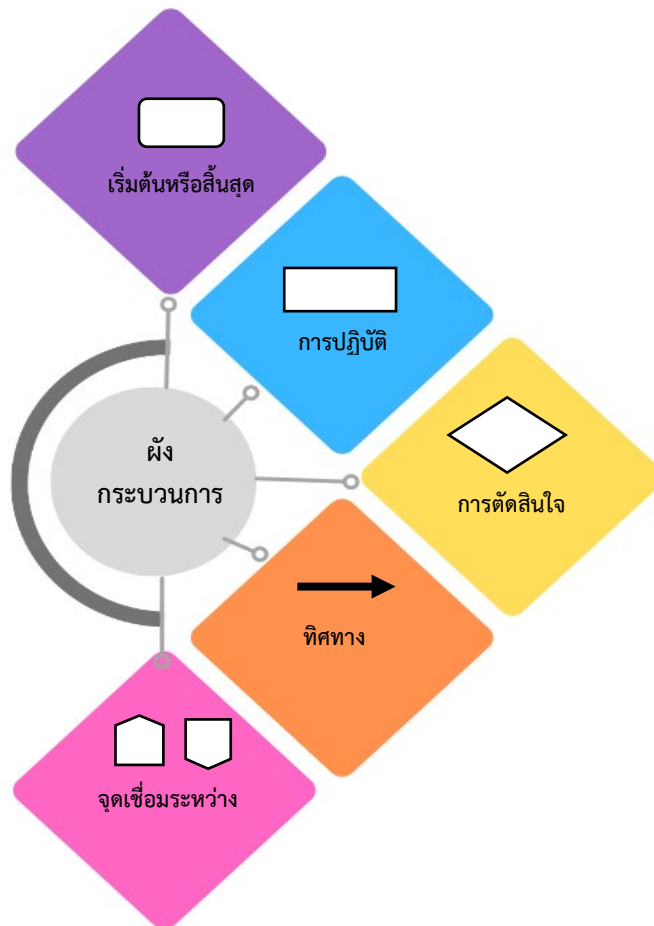 เริ่มต้นหรือสิ้นสุด
การปฏิบัติ
ผัง
กระบวนการ
การตัดสินใจ
ทิศทาง
จุดเชื่อมระหว่าง